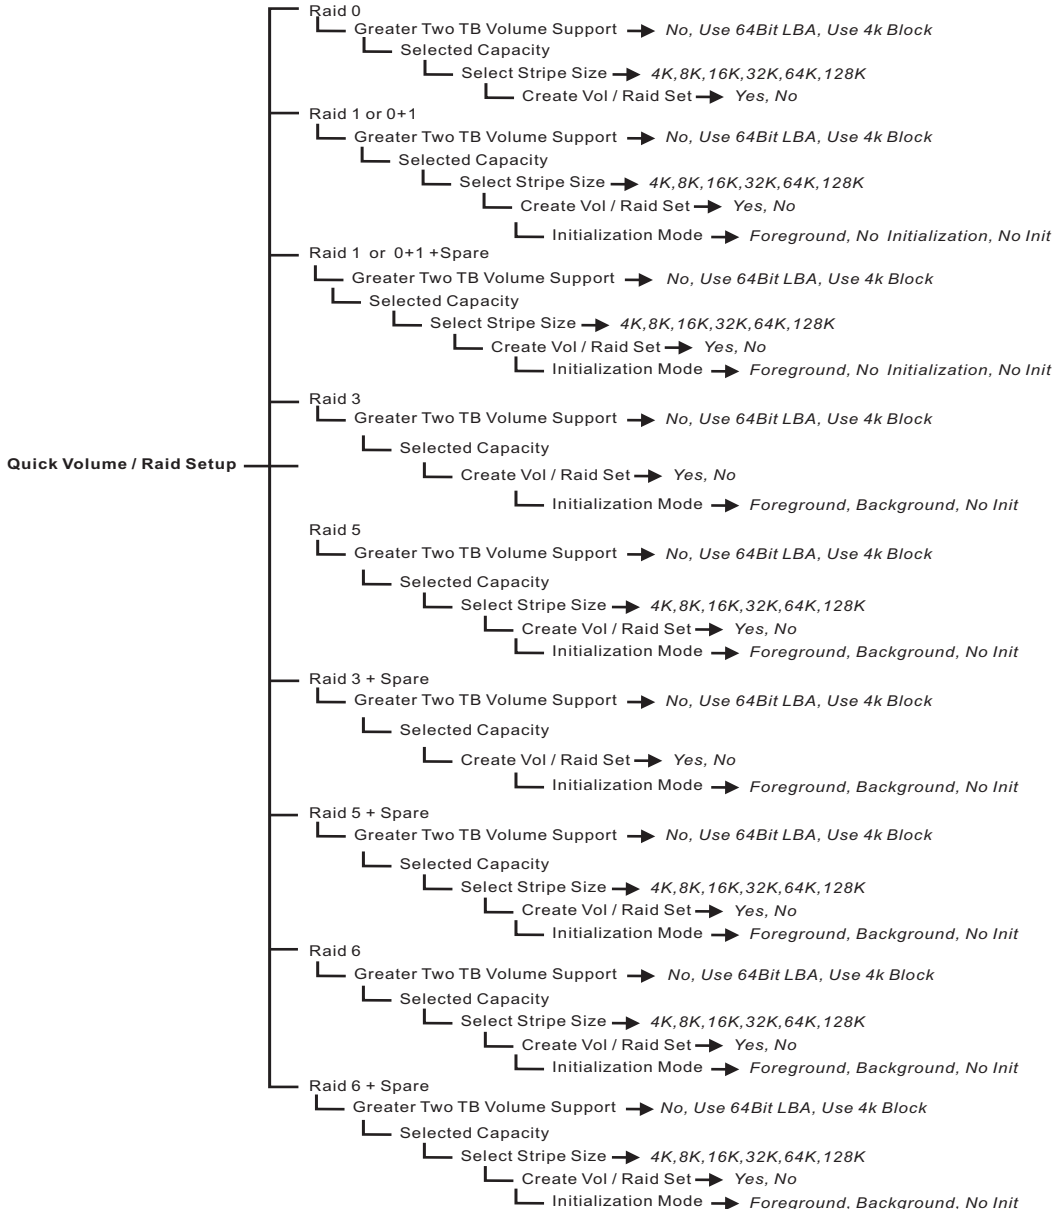 Raid 0
Greater Two TB Volume Support No, Use 64Bit LBA, Use 4k Block
Selected Capacity
Select Stripe Size 4K,8K,16K,32K,64K,128K
Create Vol / Raid Set Yes, No
Raid 1 or 0+1
Greater Two TB Volume Support No, Use 64Bit LBA, Use 4k Block
Selected Capacity
Select Stripe Size 4K,8K,16K,32K,64K,128K
Create Vol / Raid Set Yes, No
Initialization Mode Foreground, No Initialization, No Init
Raid 1 or 0+1 +Spare
Greater Two TB Volume Support No, Use 64Bit LBA, Use 4k Block
Selected Capacity
Select Stripe Size 4K,8K,16K,32K,64K,128K
Create Vol / Raid Set Yes, No
Initialization Mode Foreground, No Initialization, No Init
Raid 3
Greater Two TB Volume Support No, Use 64Bit LBA, Use 4k Block
Selected Capacity
Quick Volume / Raid Setup
Create Vol / Raid Set Yes, No
Initialization Mode Foreground, Background, No Init
Raid 5
Greater Two TB Volume Support No, Use 64Bit LBA, Use 4k Block
Selected Capacity
Select Stripe Size 4K,8K,16K,32K,64K,128K
Create Vol / Raid Set Yes, No
Initialization Mode Foreground, Background, No Init
Raid 3 + Spare
Greater Two TB Volume Support No, Use 64Bit LBA, Use 4k Block
Selected Capacity
Create Vol / Raid Set Yes, No
Initialization Mode Foreground, Background, No Init
Raid 5 + Spare
Greater Two TB Volume Support No, Use 64Bit LBA, Use 4k Block
Selected Capacity
Select Stripe Size 4K,8K,16K,32K,64K,128K
Create Vol / Raid Set Yes, No
Initialization Mode Foreground, Background, No Init
Raid 6
Greater Two TB Volume Support No, Use 64Bit LBA, Use 4k Block
Selected Capacity
Select Stripe Size 4K,8K,16K,32K,64K,128K
Create Vol / Raid Set Yes, No
Initialization Mode Foreground, Background, No Init
Raid 6 + Spare
Greater Two TB Volume Support No, Use 64Bit LBA, Use 4k Block
Selected Capacity
Select Stripe Size 4K,8K,16K,32K,64K,128K
Create Vol / Raid Set Yes, No
Initialization Mode Foreground, Background, No Init